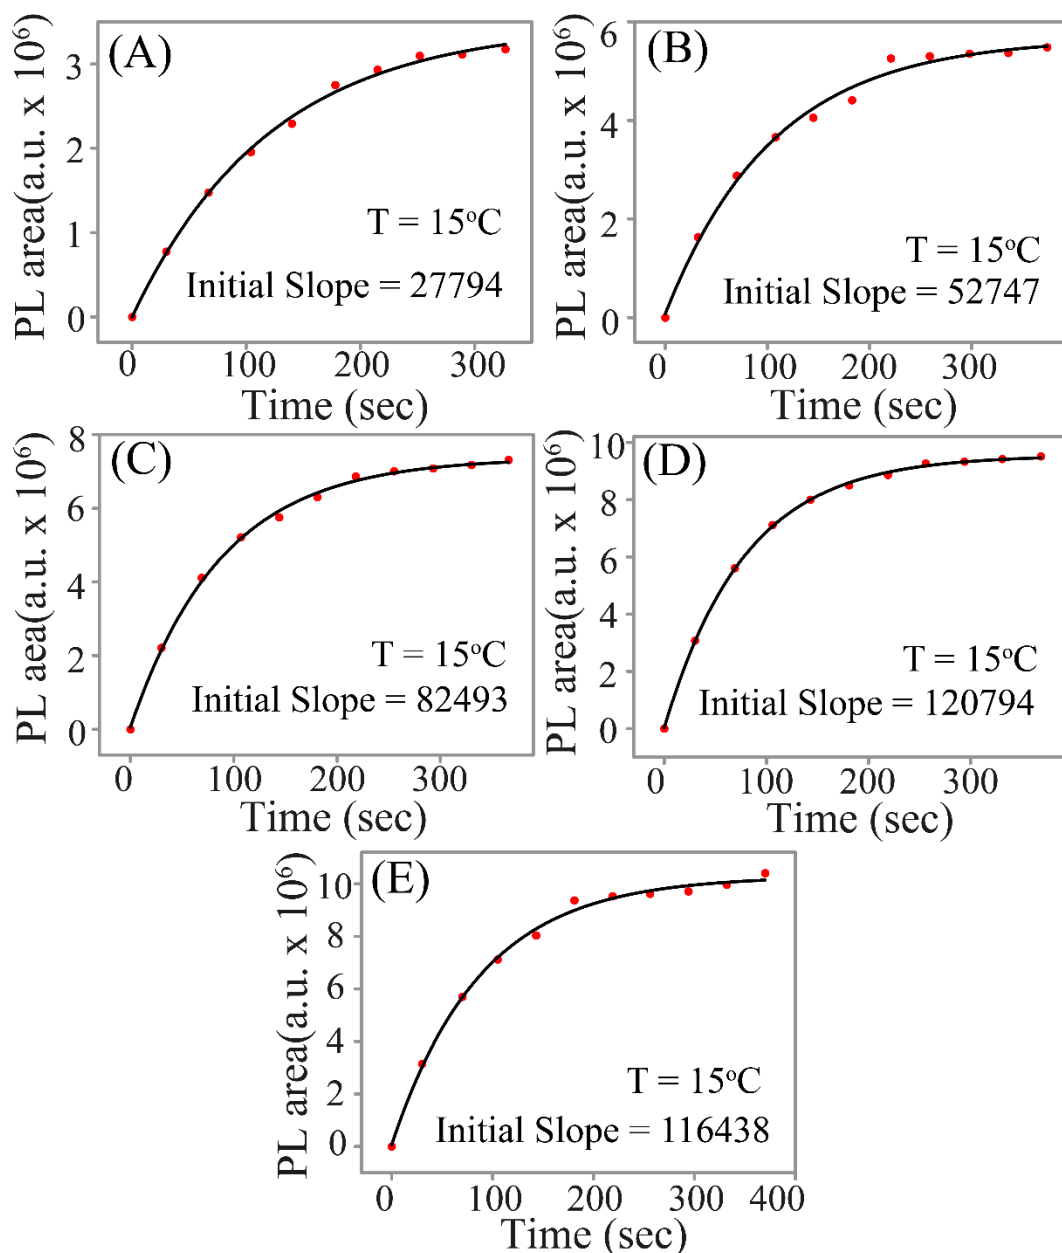 (A)
PL area(a.u. x 10⁶)
3
2
1
0
T = 15°C
Initial Slope = 27794
0 100 200 300
Time (sec)
(B)
PL area(a.u. x 10⁶)
6
4
2
0
T = 15°C
Initial Slope = 52747
0 100 200 300
Time (sec)
(C)
PL aea(a.u. x 10⁶)
8
6
4
2
0
T = 15°C
Initial Slope = 82493
0 100 200 300
Time (sec)
(D)
PL area(a.u. x 10⁶)
10
8
6
4
2
0
T = 15°C
Initial Slope = 120794
0 100 200 300
Time (sec)
(E)
PL area(a.u. x 10⁶)
10
8
6
4
2
0
T = 15°C
Initial Slope = 116438
0 100 200 300 400
Time (sec)